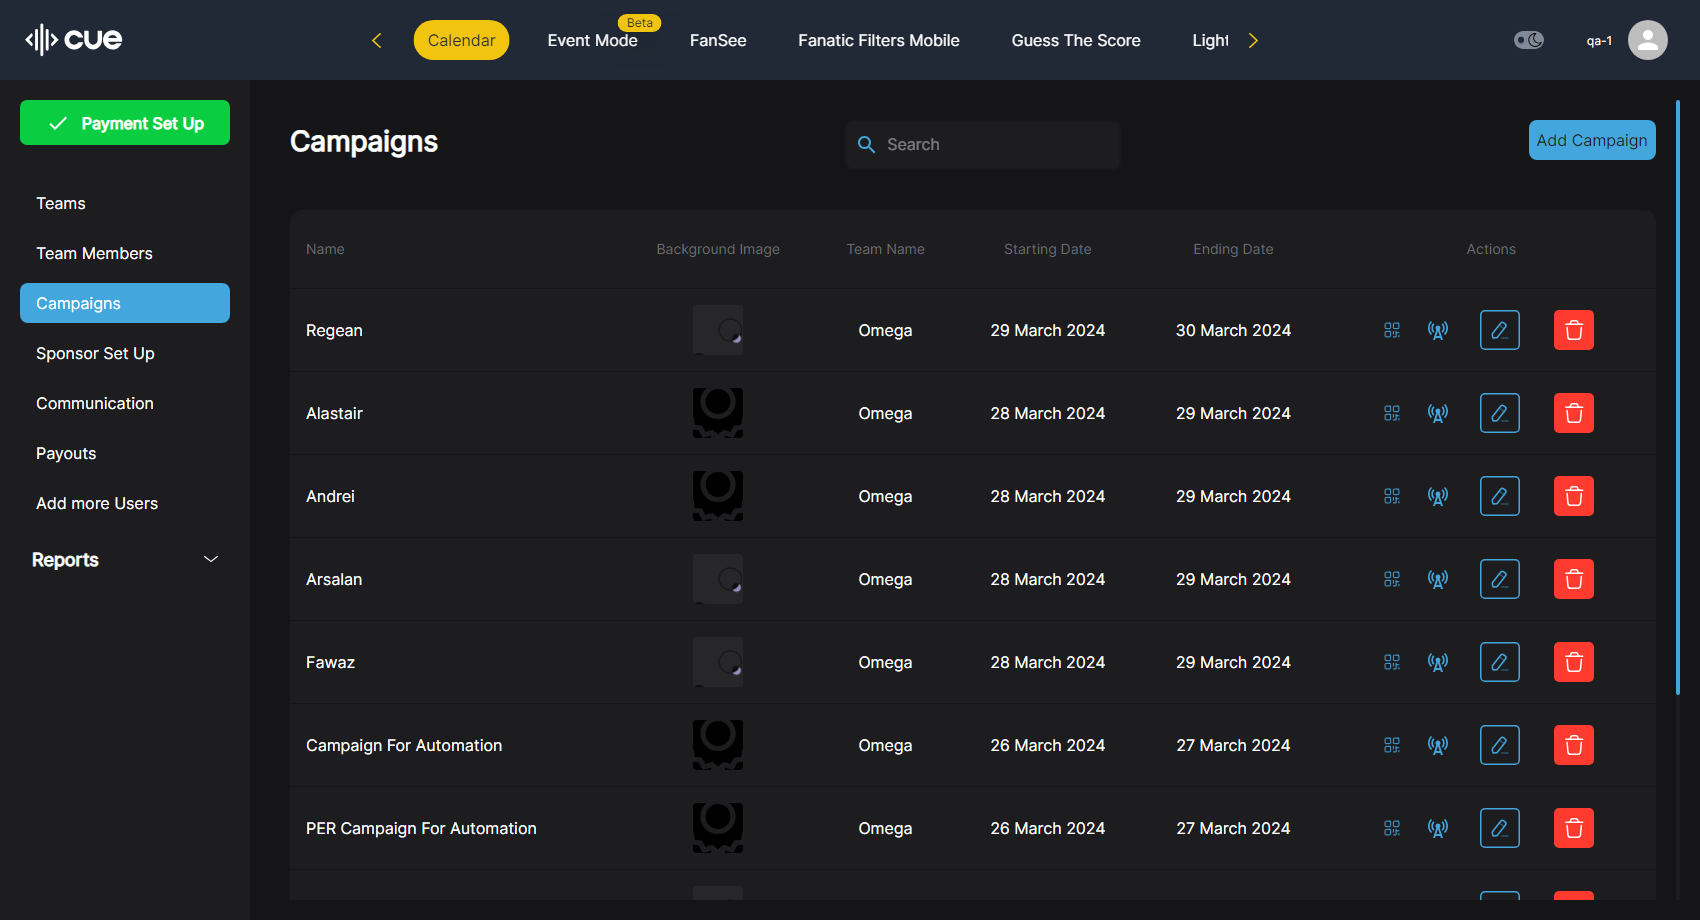 cue
Calendar
Event Mode
Beta
FanSee
Fanatic Filters Mobile
Guess The Score
Light
qa-1
Payment Set Up
Teams
Team Members
Campaigns
Sponsor Set Up
Communication
Payouts
Add more Users
Reports
Campaigns
Search
Add Campaign
Name Background Image Team Name Starting Date Ending Date Actions
Regean Omega 29 March 2024 30 March 2024
Alastair Omega 28 March 2024 29 March 2024
Andrei Omega 28 March 2024 29 March 2024
Arsalan Omega 28 March 2024 29 March 2024
Fawaz Omega 28 March 2024 29 March 2024
Campaign For Automation Omega 26 March 2024 27 March 2024
PER Campaign For Automation Omega 26 March 2024 27 March 2024